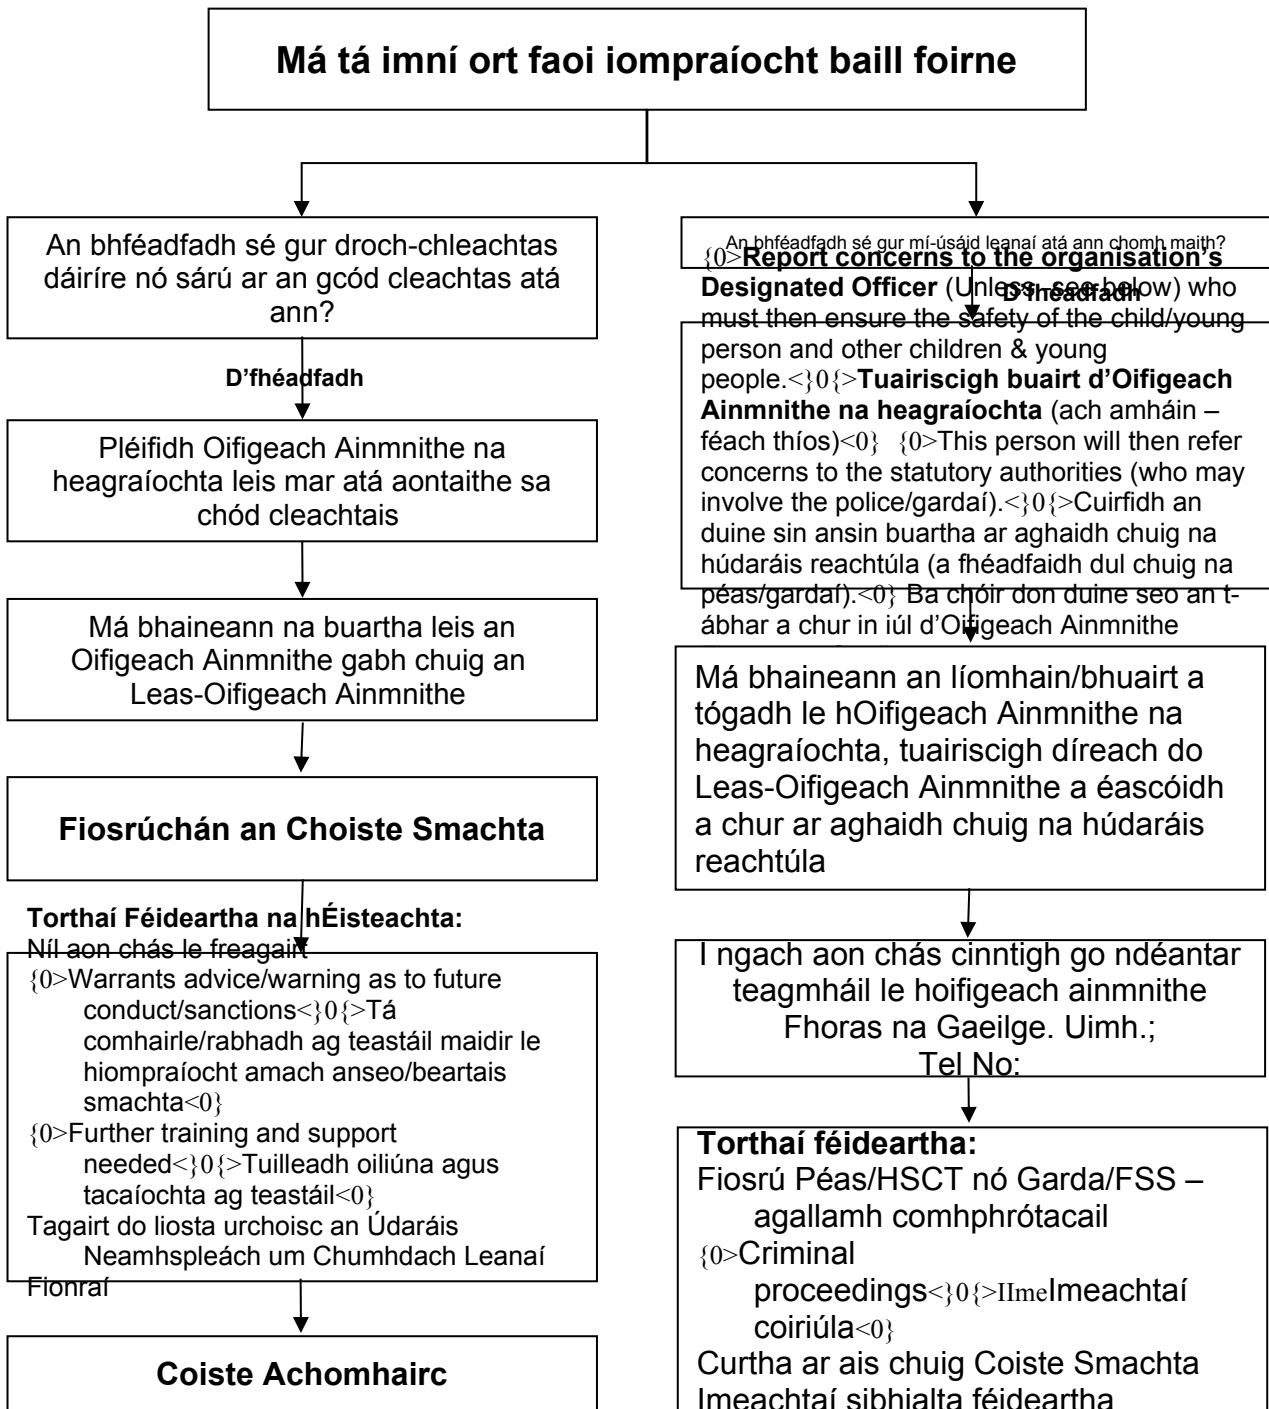 Má tá imní ort faoi iompraíocht baill foirne
An bhféadfadh sé gur droch-chleachtas
dáiríre nó sárú ar an gcód cleachtas atá
ann?
D'fhéadfadh
Pléifidh Oifigeach Ainmnithe na
heagraíochta leis mar atá aontaithe sa
chód cleachtais
Má bhaineann na buartha leis an
Oifigeach Ainmnithe gabh chuig an
Leas-Oifigeach Ainmnithe
Fiosrúchán an Choiste Smachta
Torthaí Féideartha na hÉisteachta:
Níl aon chás le freagairt
{0>Warrants advice/warning as to future
conduct/sanctions<}0{>Tá
comhairle/rabhadh ag teastáil maidir le
hiompraíocht amach anseo/beartais
smachta<0}
{0>Further training and support
needed<}0{>Tuilleadh oiliúna agus
tacaíochta ag teastáil<0}
Tagairt do liosta urchoisc an Údaráis
Neamhspleách um Chumhdach Leanaí
Fionraí
Coiste Achomhairc
An bhféadfadh sé gur mí-úsáid leanaí atá ann chomh maith?
D'fhéadfadh
{0>Report concerns to the organisation's
Designated Officer (Unless -see below) who
must then ensure the safety of the child/young
person and other children & young
people.<}0{>Tuairiscigh buairt d'Oifigeach
Ainmnithe na heagraíochta (ach amháin –
féach thíos)<0} {0>This person will then refer
concerns to the statutory authorities (who may
involve the police/gardaí).<}0{>Cuirfidh an
duine sin ansin buartha ar aghaidh chuig na
húdaráis reachtúla (a fhéadfaidh dul chuig na
péas/gardaí).<0} Ba chóir don duine seo an t-
ábhar a chur in iúl d'Oifigeach Ainmnithe
Má bhaineann an líomhain/bhuairt a
tógadh le hOifigeach Ainmnithe na
heagraíochta, tuairiscigh díreach do
Leas-Oifigeach Ainmnithe a éascóidh
a chur ar aghaidh chuig na húdaráis
reachtúla
I ngach aon chás cinntigh go ndéantar
teagmháil le hoifigeach ainmnithe
Fhoras na Gaeilge. Uimh.;
Tel No:
Torthaí féideartha:
Fiosrú Péas/HSCT nó Garda/FSS –
agallamh comhphrótacail
{0>Criminal
proceedings<}0{>IImeImeachtaí
coiriúla<0}
Curtha ar ais chuig Coiste Smachta
Imeachtaí sibhialta féideartha